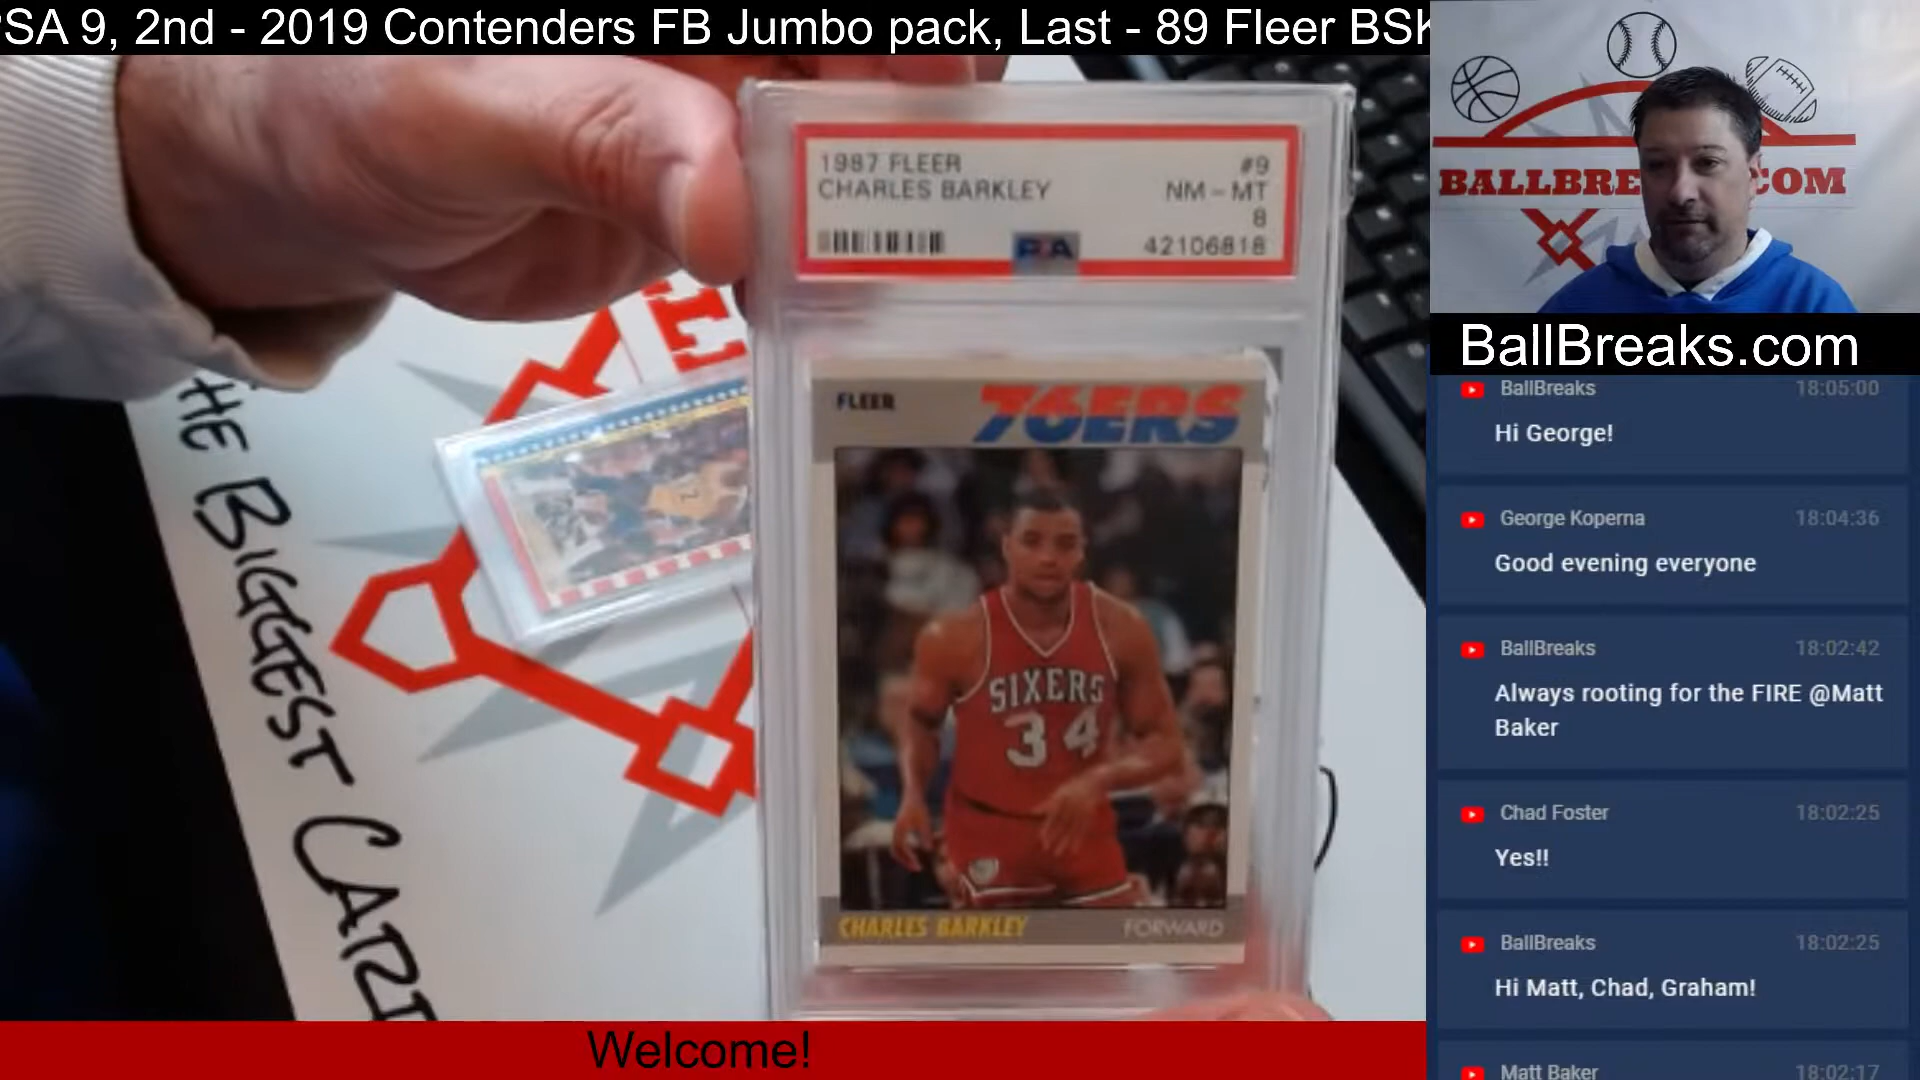 SA 9, 2nd - 2019 Contenders FB Jumbo pack, Last - 89 Fleer BSK
1987 FLEER #9
CHARLES BARKLEY NM - MT
8
PSA 42106818
FLEER 76ERS
SIXERS
34
CHARLES BARKLEY FORWARD
THE BIGGEST CARD
BALLBRE COM
BallBreaks.com
BallBreaks 18:05:00
Hi George!
George Koperna 18:04:36
Good evening everyone
BallBreaks 18:02:42
Always rooting for the FIRE @Matt
Baker
Chad Foster 18:02:25
Yes!!
BallBreaks 18:02:25
Hi Matt, Chad, Graham!
Matt Baker 18:02:17
Welcome!